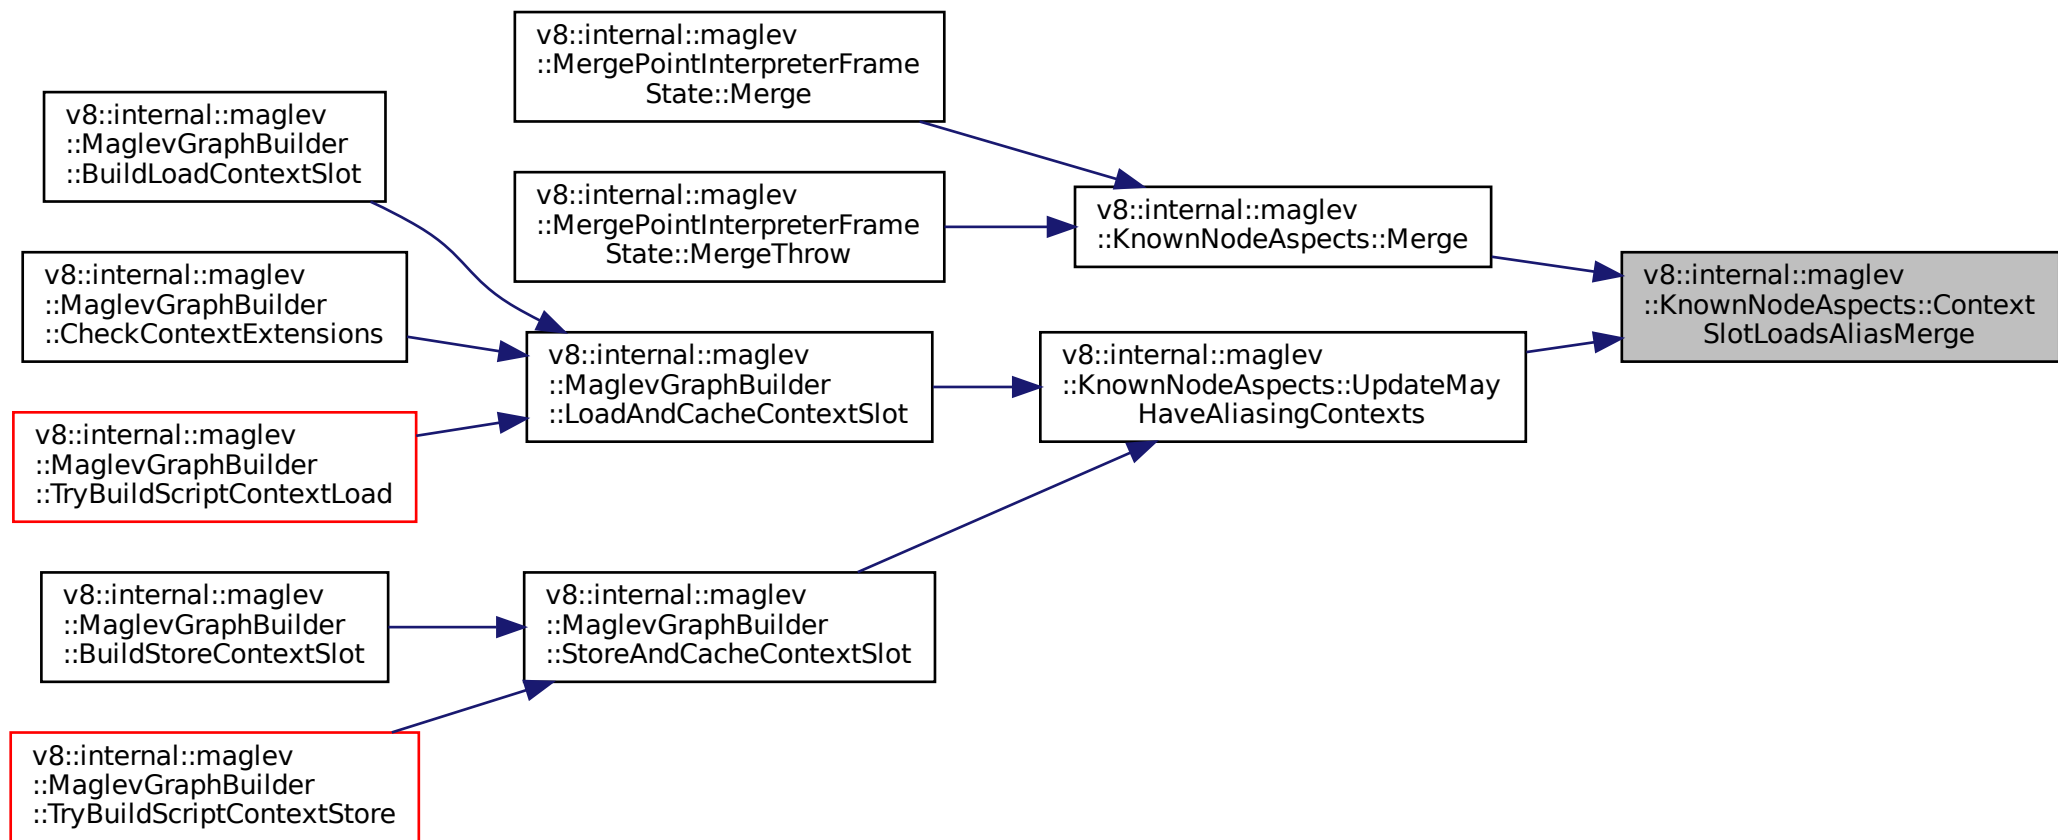 v8::internal::maglev
::MergePointInterpreterFrame
State::Merge
v8::internal::maglev
::MaglevGraphBuilder
::BuildLoadContextSlot
v8::internal::maglev
::MergePointInterpreterFrame
State::MergeThrow
v8::internal::maglev
::KnownNodeAspects::Merge
v8::internal::maglev
::MaglevGraphBuilder
::CheckContextExtensions
v8::internal::maglev
::KnownNodeAspects::Context
SlotLoadsAliasMerge
v8::internal::maglev
::MaglevGraphBuilder
::LoadAndCacheContextSlot
v8::internal::maglev
::KnownNodeAspects::UpdateMay
HaveAliasingContexts
v8::internal::maglev
::MaglevGraphBuilder
::TryBuildScriptContextLoad
v8::internal::maglev
::MaglevGraphBuilder
::BuildStoreContextSlot
v8::internal::maglev
::MaglevGraphBuilder
::StoreAndCacheContextSlot
v8::internal::maglev
::MaglevGraphBuilder
::TryBuildScriptContextStore